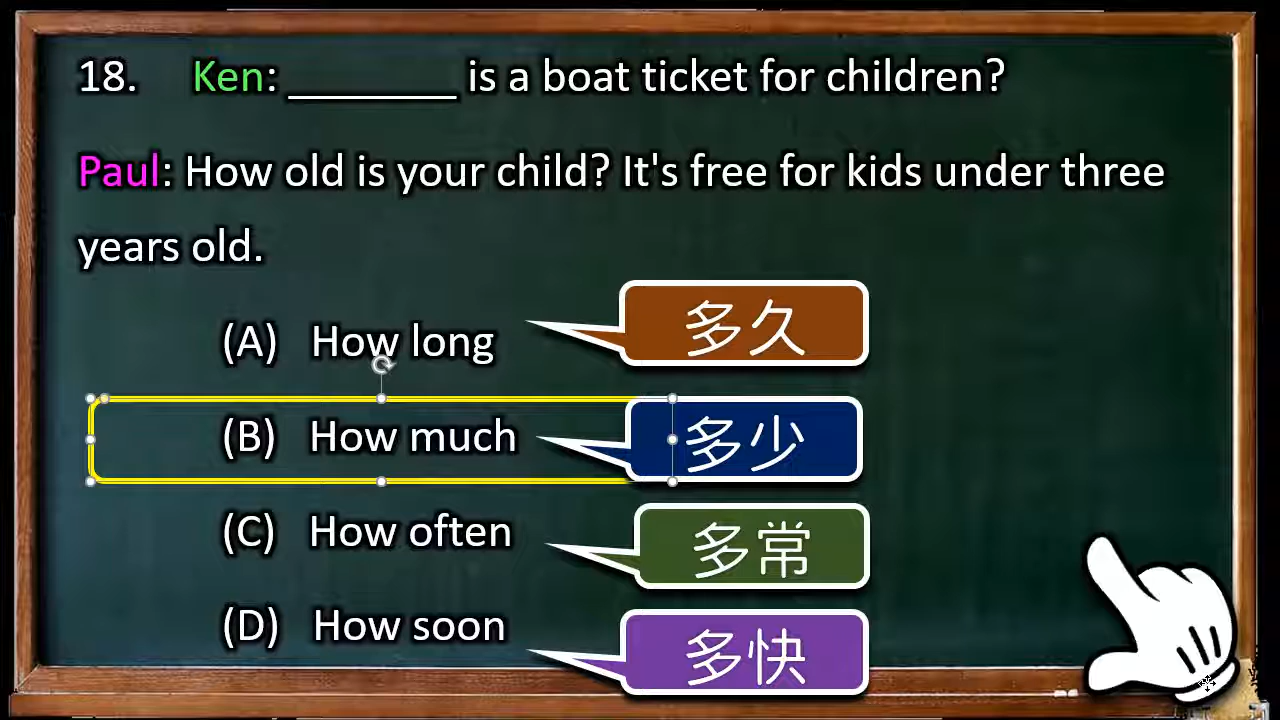 18. Ken: ________ is a boat ticket for children?
Paul: How old is your child? It's free for kids under three
years old.
(A) How long 多久
(B) How much 多少
(C) How often 多常
(D) How soon 多快